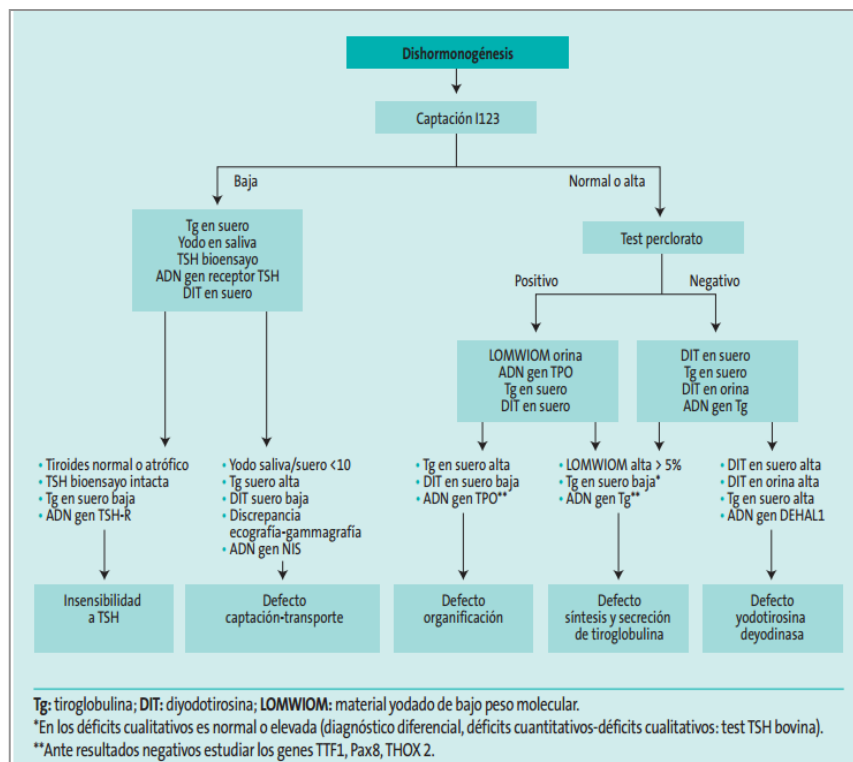 Dishormonogénesis
Captación I123
Baja
Normal o alta
Tg en suero
Yodo en saliva
TSH bioensayo
ADN gen receptor TSH
DIT en suero
Test perclorato
Positivo
Negativo
LOMWIOM orina
ADN gen TPO
Tg en suero
DIT en suero
DIT en suero
Tg en suero
DIT en orina
ADN gen Tg
• Tiroides normal o atrófico
• TSH bioensayo intacta
• Tg en suero baja
• ADN gen TSH-R
• Yodo saliva/suero <10
• Tg suero alta
• DIT suero baja
• Discrepancia
ecografía-gammagrafía
• ADN gen NIS
• Tg en suero alta
• DIT en suero baja
• ADN gen TPO**
• LOMWIOM alta > 5%
• Tg en suero baja*
• ADN gen Tg**
• DIT en suero alta
• DIT en orina alta
• Tg en suero alta
• ADN gen DEHAL1
Insensibilidad
a TSH
Defecto
captación-transporte
Defecto
organificación
Defecto
síntesis y secreción
de tiroglobulina
Defecto
yodotirosina
deyodinasa
Tg: tiroglobulina; DIT: diyodotirosina; LOMWIOM: material yodado de bajo peso molecular.
*En los déficits cualitativos es normal o elevada (diagnóstico diferencial, déficits cuantitativos-déficits cualitativos: test TSH bovina).
**Ante resultados negativos estudiar los genes TTF1, Pax8, THOX 2.